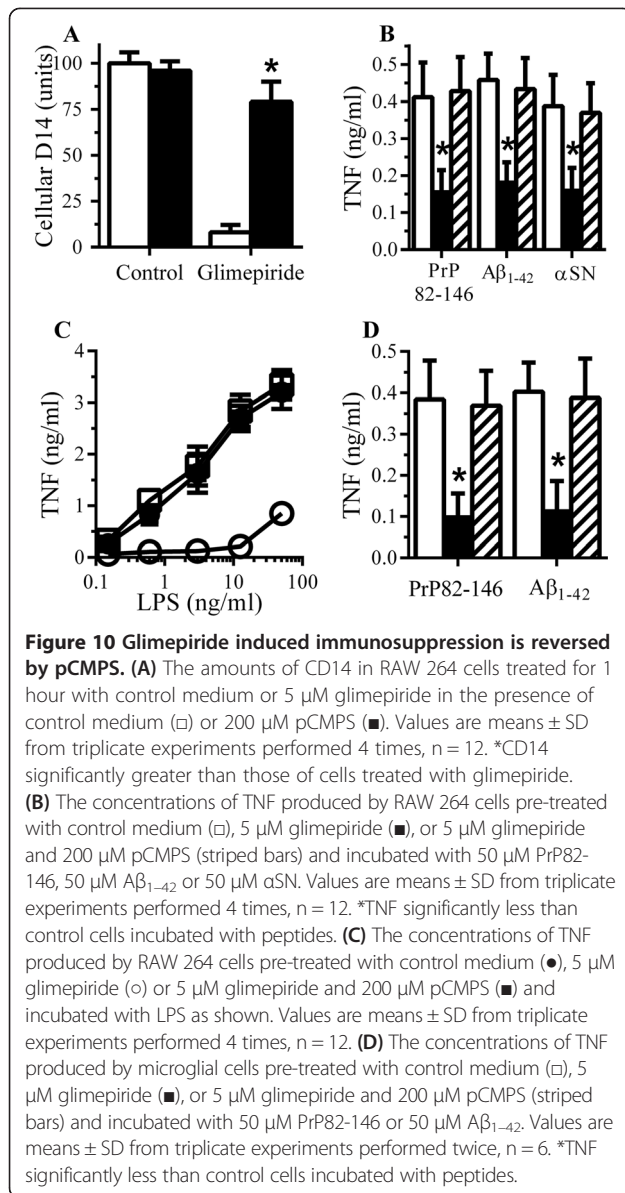 A
B
Cellular D14 (units)
100
75
50
25
0
*
Control Glimepiride
TNF (ng/ml)
0.5
0.4
0.3
0.2
0.1
0.0
* * *
PrP Aβ1-42 αSN
82-146
C
D
TNF (ng/ml)
4
3
2
1
0
0.1 1 10 100
LPS (ng/ml)
TNF (ng/ml)
0.5
0.4
0.3
0.2
0.1
0.0
* *
PrP82-146 Aβ1-42
Figure 10 Glimepiride induced immunosuppression is reversed
by pCMPS. (A) The amounts of CD14 in RAW 264 cells treated for 1
hour with control medium or 5 μM glimepiride in the presence of
control medium (□) or 200 μM pCMPS (■). Values are means ± SD
from triplicate experiments performed 4 times, n = 12. *CD14
significantly greater than those of cells treated with glimepiride.
(B) The concentrations of TNF produced by RAW 264 cells pre-treated
with control medium (□), 5 μM glimepiride (■), or 5 μM glimepiride
and 200 μM pCMPS (striped bars) and incubated with 50 μM PrP82-
146, 50 μM Aβ1–42 or 50 μM αSN. Values are means ± SD from triplicate
experiments performed 4 times, n = 12. *TNF significantly less than
control cells incubated with peptides. (C) The concentrations of TNF
produced by RAW 264 cells pre-treated with control medium (●), 5 μM
glimepiride (○) or 5 μM glimepiride and 200 μM pCMPS (■) and
incubated with LPS as shown. Values are means ± SD from triplicate
experiments performed 4 times, n = 12. (D) The concentrations of TNF
produced by microglial cells pre-treated with control medium (□), 5
μM glimepiride (■), or 5 μM glimepiride and 200 μM pCMPS (striped
bars) and incubated with 50 μM PrP82-146 or 50 μM Aβ1–42. Values are
means ± SD from triplicate experiments performed twice, n = 6. *TNF
significantly less than control cells incubated with peptides.